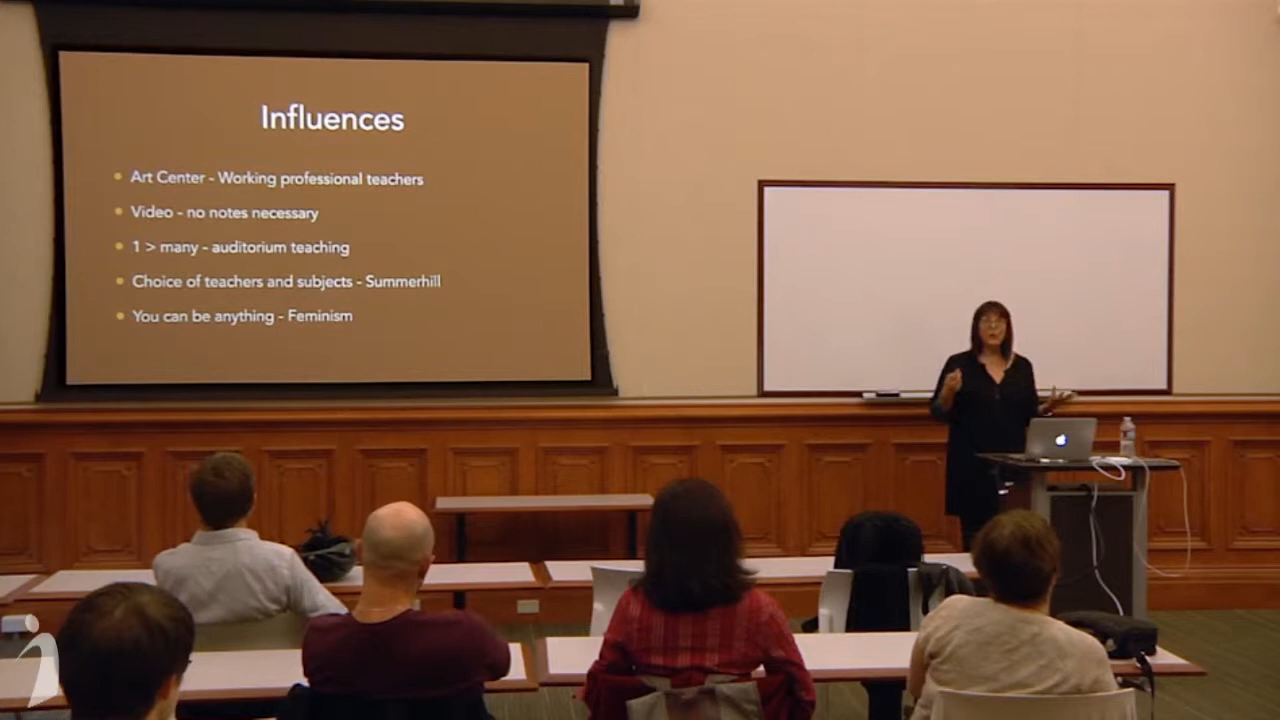 Influences
Art Center - Working professional teachers
Video - no notes necessary
1 > many - auditorium teaching
Choice of teachers and subjects - Summerhill
You can be anything - Feminism